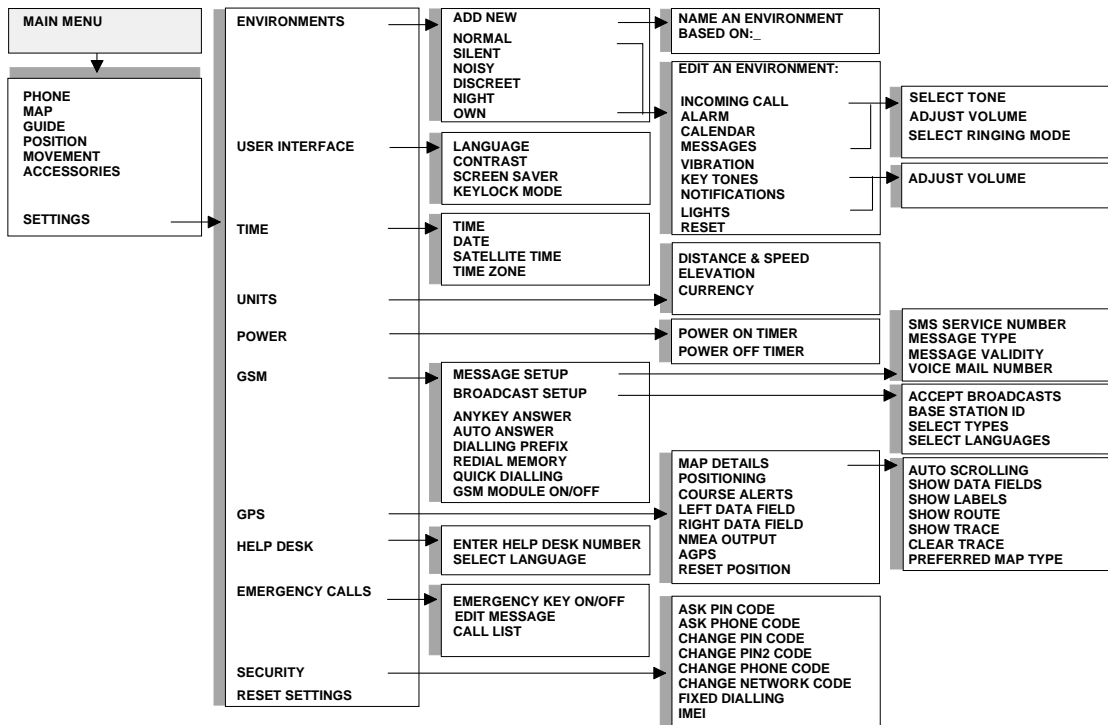 MAIN MENU
PHONE
MAP
GUIDE
POSITION
MOVEMENT
ACCESSORIES
SETTINGS
ENVIRONMENTS
USER INTERFACE
TIME
UNITS
POWER
GSM
GPS
HELP DESK
EMERGENCY CALLS
SECURITY
RESET SETTINGS
ADD NEW
NORMAL
SILENT
NOISY
DISCREET
NIGHT
OWN
LANGUAGE
CONTRAST
SCREEN SAVER
KEYLOCK MODE
TIME
DATE
SATELLITE TIME
TIME ZONE
MESSAGE SETUP
BROADCAST SETUP
ANYKEY ANSWER
AUTO ANSWER
DIALLING PREFIX
REDIAL MEMORY
QUICK DIALLING
GSM MODULE ON/OFF
ENTER HELP DESK NUMBER
SELECT LANGUAGE
EMERGENCY KEY ON/OFF
EDIT MESSAGE
CALL LIST
NAME AN ENVIRONMENT
BASED ON:_
EDIT AN ENVIRONMENT:
INCOMING CALL
ALARM
CALENDAR
MESSAGES
VIBRATION
KEY TONES
NOTIFICATIONS
LIGHTS
RESET
DISTANCE & SPEED
ELEVATION
CURRENCY
POWER ON TIMER
POWER OFF TIMER
MAP DETAILS
POSITIONING
COURSE ALERTS
LEFT DATA FIELD
RIGHT DATA FIELD
NMEA OUTPUT
AGPS
RESET POSITION
ASK PIN CODE
ASK PHONE CODE
CHANGE PIN CODE
CHANGE PIN2 CODE
CHANGE PHONE CODE
CHANGE NETWORK CODE
FIXED DIALLING
IMEI
SELECT TONE
ADJUST VOLUME
SELECT RINGING MODE
ADJUST VOLUME
SMS SERVICE NUMBER
MESSAGE TYPE
MESSAGE VALIDITY
VOICE MAIL NUMBER
ACCEPT BROADCASTS
BASE STATION ID
SELECT TYPES
SELECT LANGUAGES
AUTO SCROLLING
SHOW DATA FIELDS
SHOW LABELS
SHOW ROUTE
SHOW TRACE
CLEAR TRACE
PREFERRED MAP TYPE